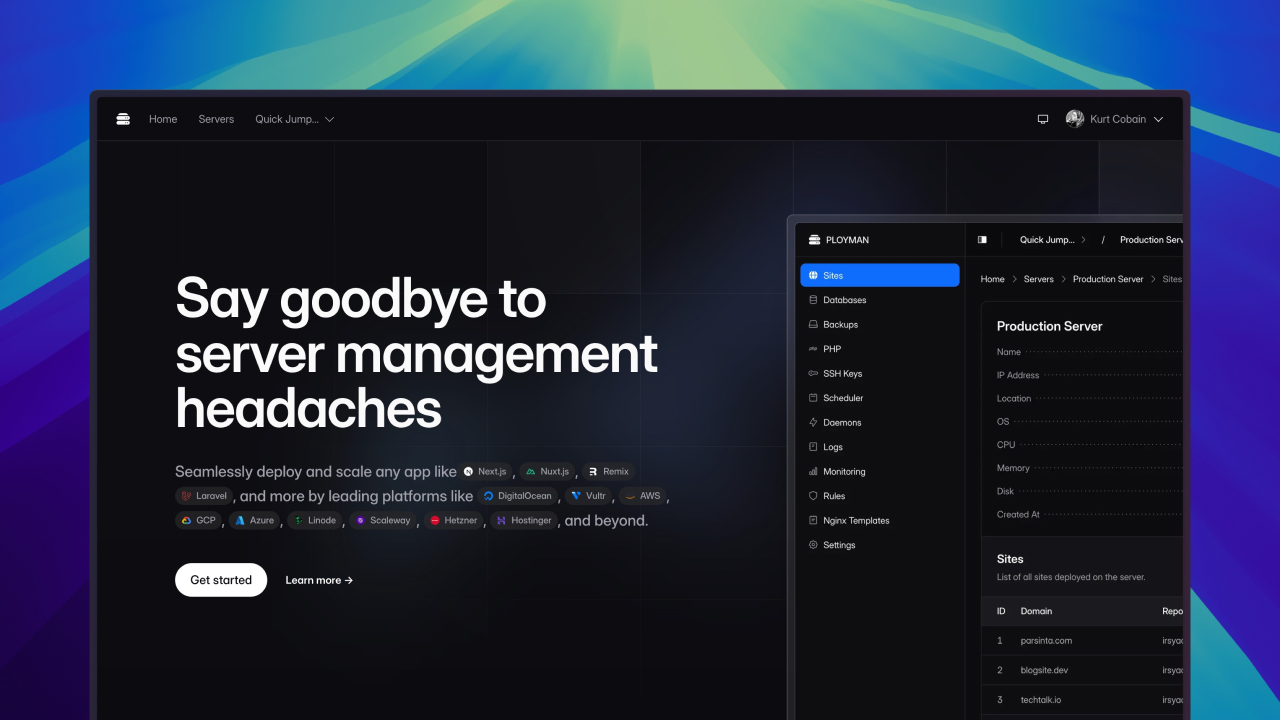 Home Servers Quick Jump... Kurt Cobain
Say goodbye to
server management
headaches
Seamlessly deploy and scale any app like Next.js, Nuxt.js, Remix
Laravel, and more by leading platforms like DigitalOcean, Vultr, AWS,
GCP, Azure, Linode, Scaleway, Hetzner, Hostinger, and beyond.
Get started Learn more →
PLOYMAN
Sites
Databases
Backups
PHP
SSH Keys
Scheduler
Daemons
Logs
Monitoring
Rules
Nginx Templates
Settings
Quick Jump... / Production Serv
Home Servers Production Server Sites
Production Server
Name
IP Address
Location
OS
CPU
Memory
Disk
Created At
Sites
List of all sites deployed on the server.
ID Domain Repo
1 parsinta.com irsyad
2 blogsite.dev irsyad
3 techtalk.io irsyad